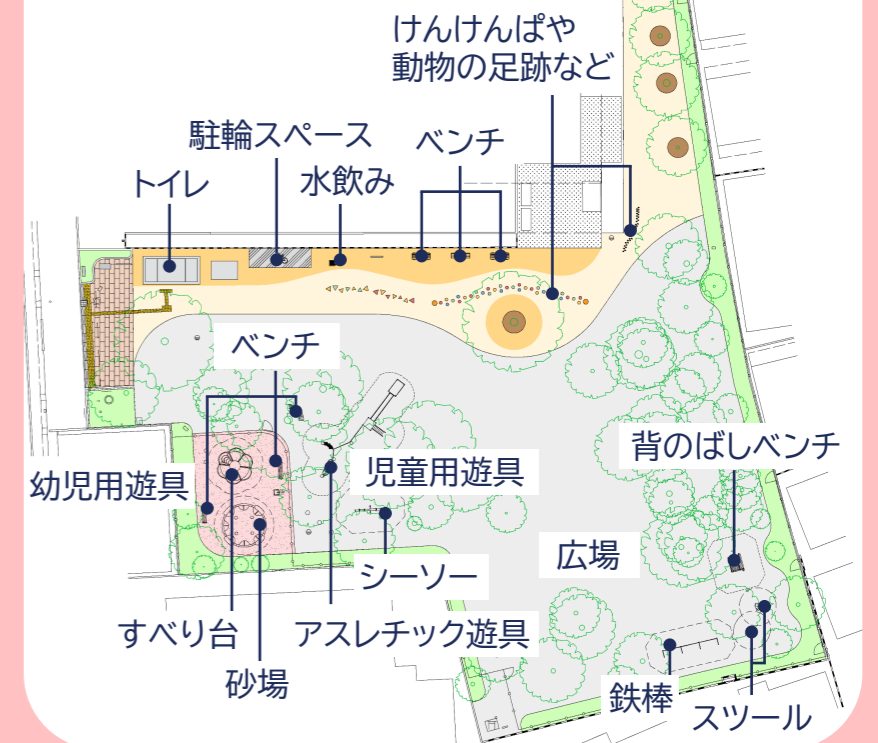 けんけんぱや
動物の足跡など
駐輪スペース
ベンチ
トイレ
水飲み
ベンチ
背のばしベンチ
幼児用遊具
児童用遊具
広場
シーソー
すべり台
アスレチック遊具
砂場
鉄棒
スツール